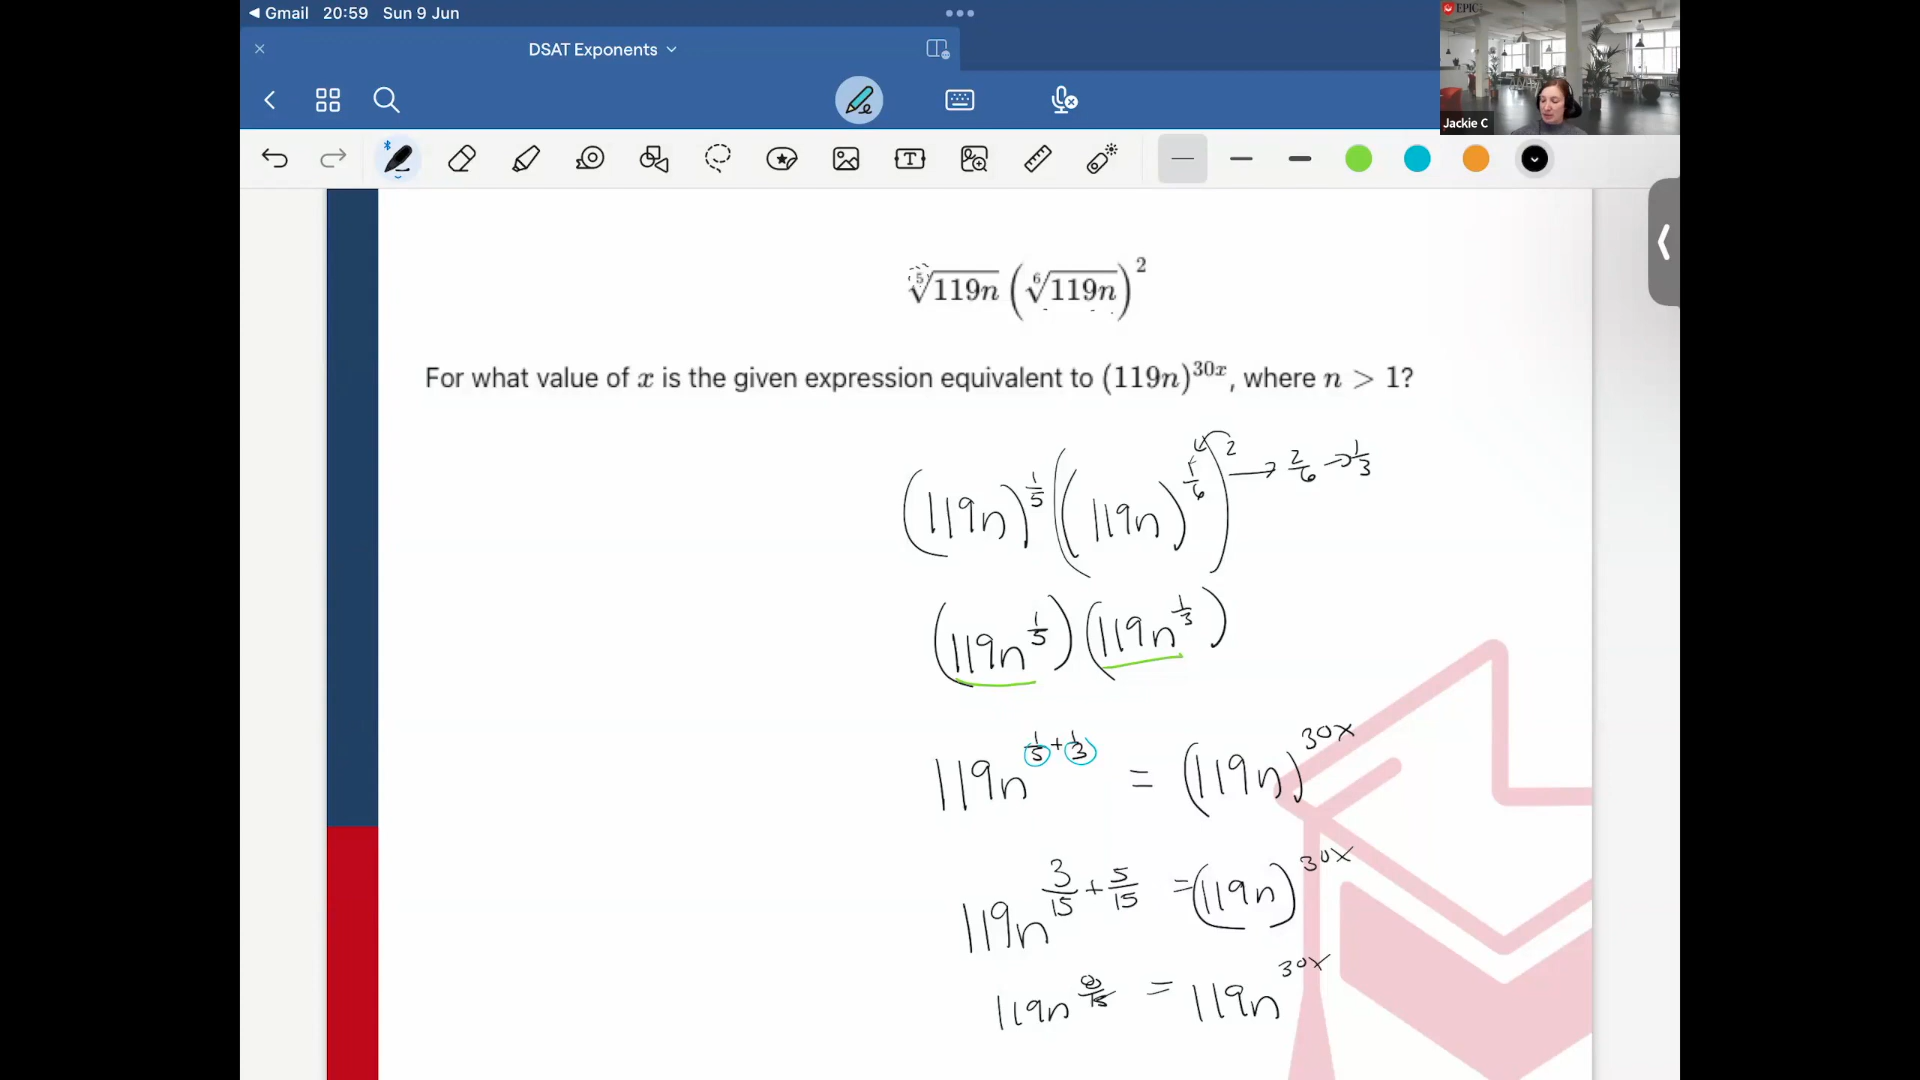 ◀ Gmail 20:59 Sun 9 Jun
EPIC
DSAT Exponents
Jackie C
T
⁵√119n (⁶√119n)²
For what value of x is the given expression equivalent to (119n)^30x, where n > 1?
(119n)^1/5 ((119n)^1/6)^2 → 2/6 → 1/3
(119n^1/5) (119n^1/3)
119n^1/5+1/3 = (119n)^30x
119n^3/15+5/15 = (119n)^30x
119n^8/15 = 119n^30x